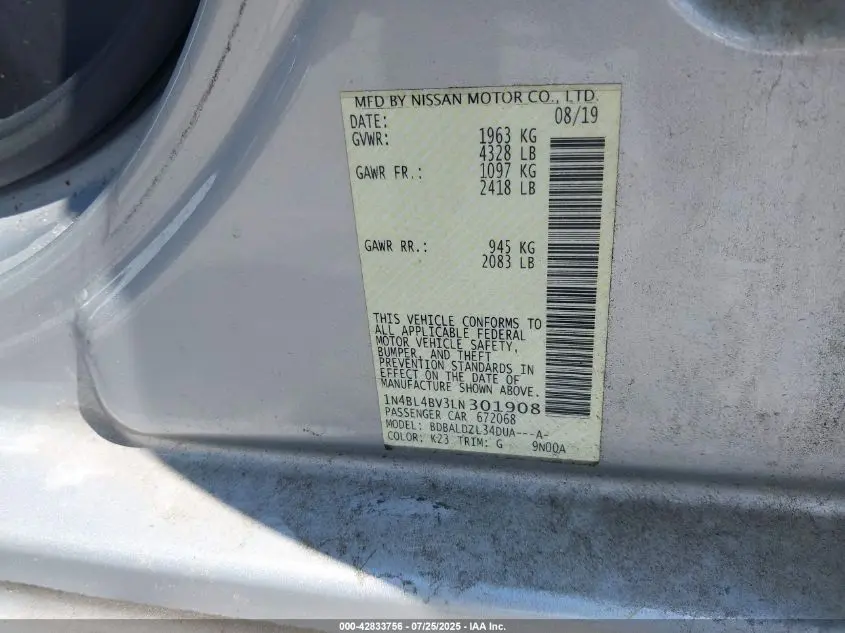 MFD BY NISSAN MOTOR CO., LTD.
DATE: 08/19
GVWR: 1963 KG
4328 LB
GAWR FR.: 1097 KG
2418 LB
GAWR RR.: 945 KG
2083 LB
THIS VEHICLE CONFORMS TO
ALL APPLICABLE FEDERAL
MOTOR VEHICLE SAFETY,
BUMPER, AND THEFT
PREVENTION STANDARDS IN
EFFECT ON THE DATE OF
MANUFACTURE SHOWN ABOVE.
1N4BL4BV3LN301908
PASSENGER CAR 672068
MODEL: BDBALDZL34DUA---A-
COLOR: KZ3 TRIM: G 9N00A
000-42833756 - 07/25/2025 - IAA Inc.